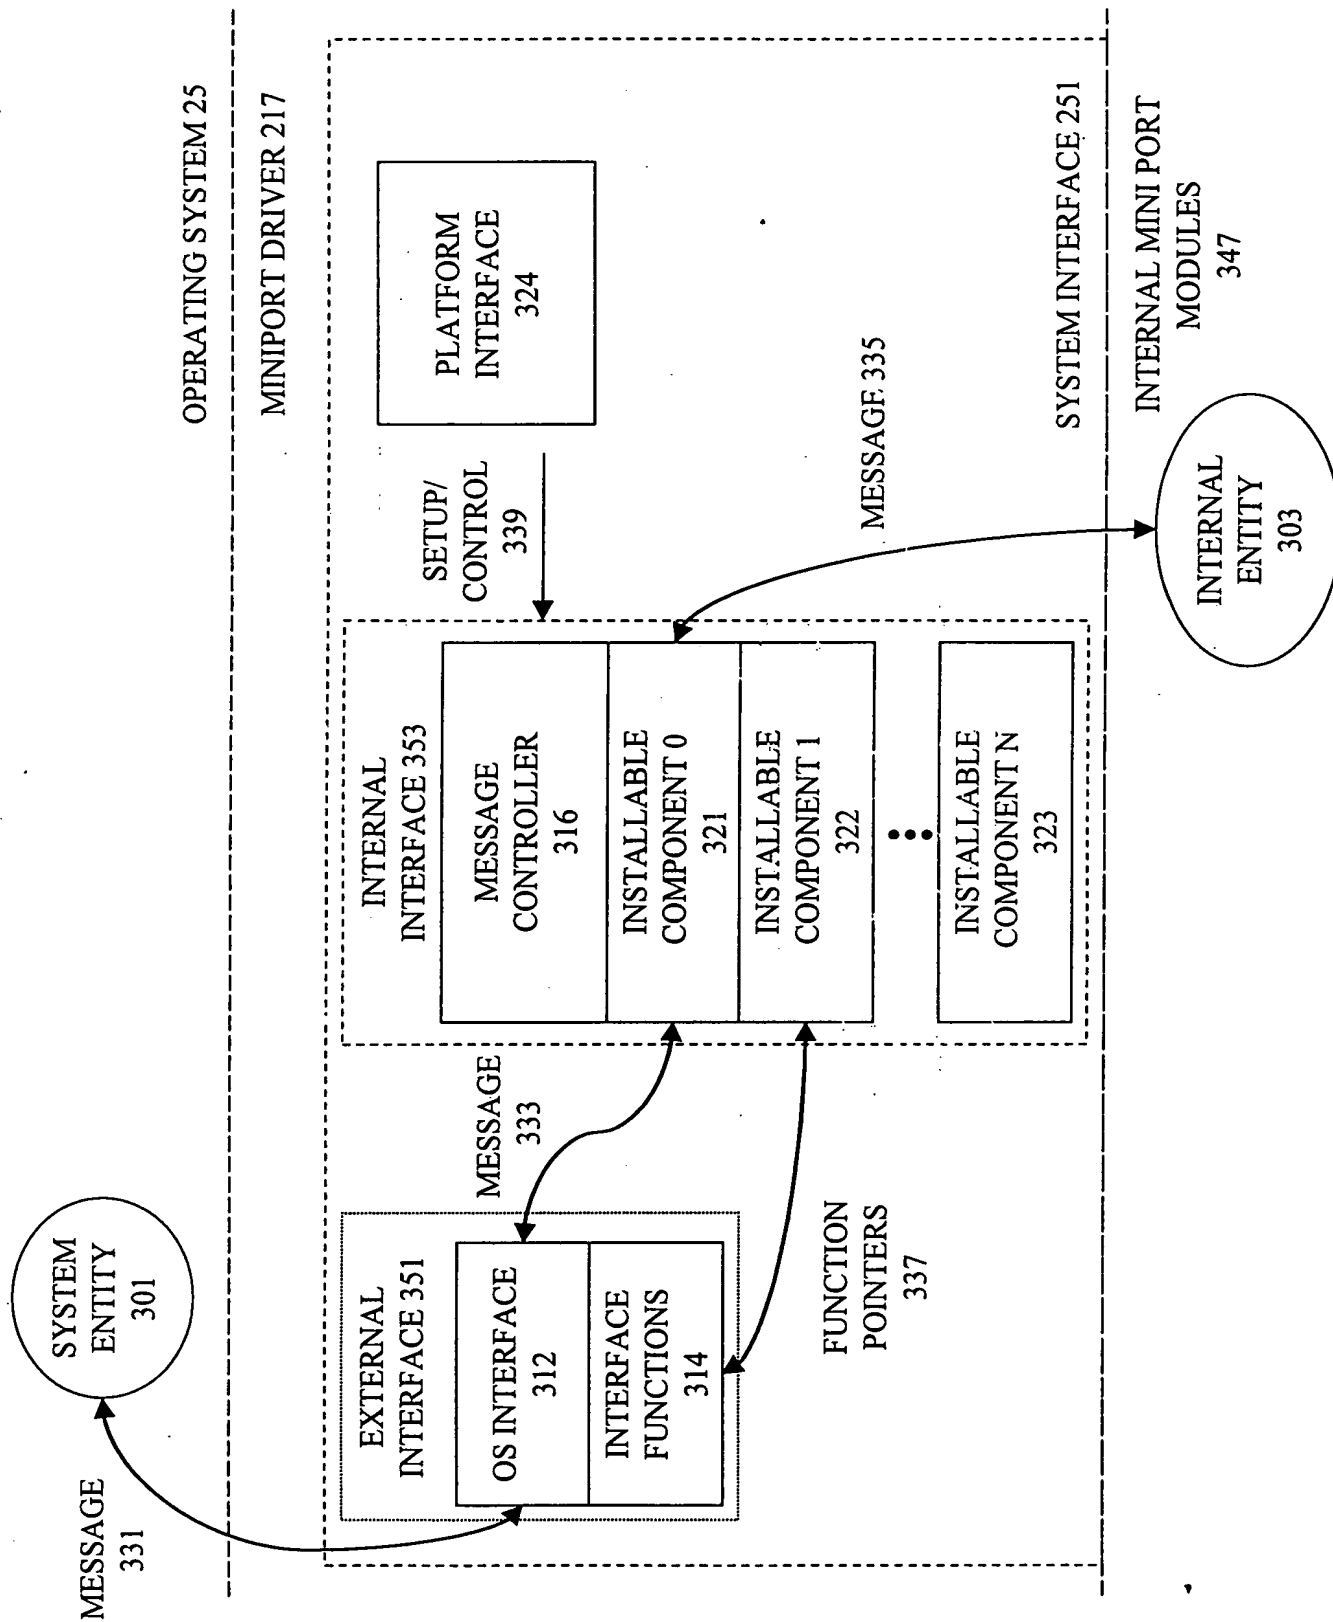 OPERATING SYSTEM 25
MINIPORT DRIVER 217
MESSAGE
331
SYSTEM
ENTITY
301
EXTERNAL
INTERFACE 351
OS INTERFACE
312
INTERFACE
FUNCTIONS
314
MESSAGE
333
FUNCTION
POINTERS
337
INTERNAL
INTERFACE 353
MESSAGE
CONTROLLER
316
INSTALLABLE
COMPONENT 0
321
INSTALLABLE
COMPONENT 1
322
INSTALLABLE
COMPONENT N
323
SETUP/
CONTROL
339
PLATFORM
INTERFACE
324
MESSAGE 335
SYSTEM INTERFACE 251
INTERNAL MINI PORT
MODULES
347
INTERNAL
ENTITY
303